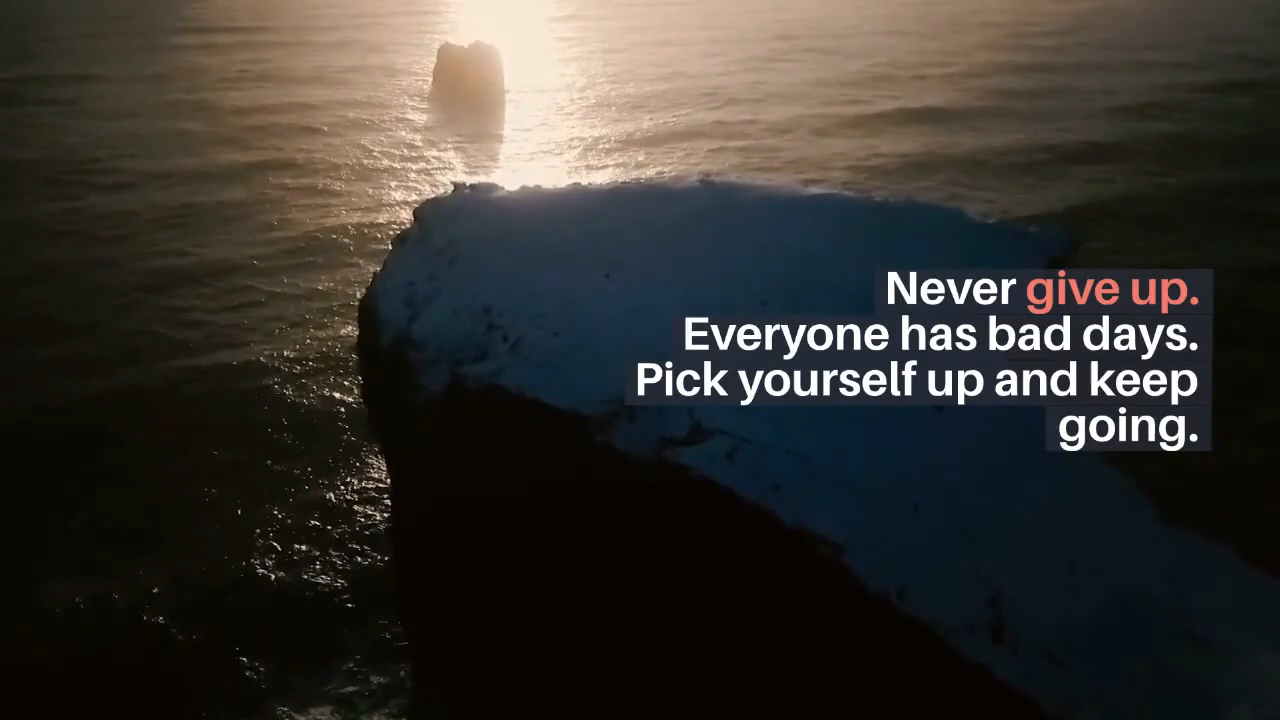 Never give up.
Everyone has bad days.
Pick yourself up and keep
going.